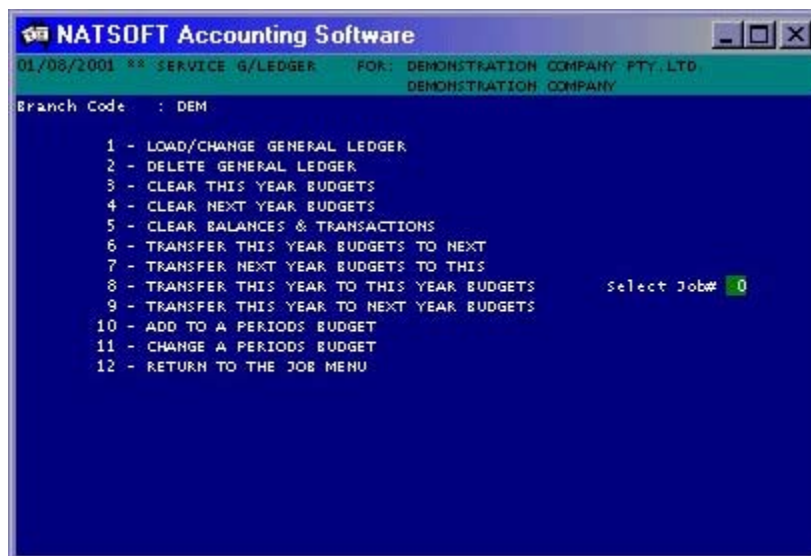 NATSOFT Accounting Software
01/08/2001 ** SERVICE G/LEDGER FOR: DEMONSTRATION COMPANY PTY.LTD.
DEMONSTRATION COMPANY
Branch Code : DEM
1 - LOAD/CHANGE GENERAL LEDGER
2 - DELETE GENERAL LEDGER
3 - CLEAR THIS YEAR BUDGETS
4 - CLEAR NEXT YEAR BUDGETS
5 - CLEAR BALANCES & TRANSACTIONS
6 - TRANSFER THIS YEAR BUDGETS TO NEXT
7 - TRANSFER NEXT YEAR BUDGETS TO THIS
8 - TRANSFER THIS YEAR TO THIS YEAR BUDGETS Select Job# 0
9 - TRANSFER THIS YEAR TO NEXT YEAR BUDGETS
10 - ADD TO A PERIODS BUDGET
11 - CHANGE A PERIODS BUDGET
12 - RETURN TO THE JOB MENU